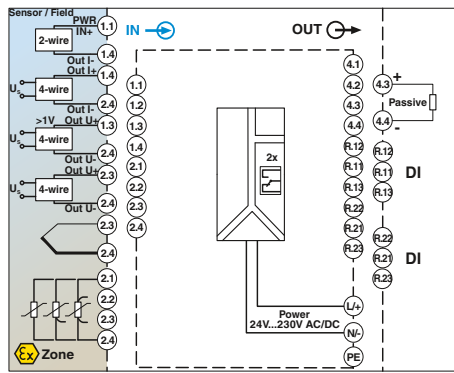 Sensor / Field
PWR
IN+
1.1
2-wire
1.4
Out I-
Out I+
1.4
4-wire
Us
2.4
Out I-
>1V
Out U+
1.3
4-wire
Us
2.4
Out U-
Out U+
2.3
4-wire
Us
2.4
Out U-
2.3
2.4
2.1
2.2
2.3
2.4
Ex Zone
IN
OUT
1.1
1.2
1.3
1.4
2.1
2.2
2.3
2.4
2x
Power
24V...230V AC/DC
4.1
4.2
4.3
4.4
R.12
R.11
R.13
R.22
R.21
R.23
L/+
N/-
PE
4.3
+
Passive
4.4
-
R.12
R.11
DI
R.13
R.22
R.21
DI
R.23